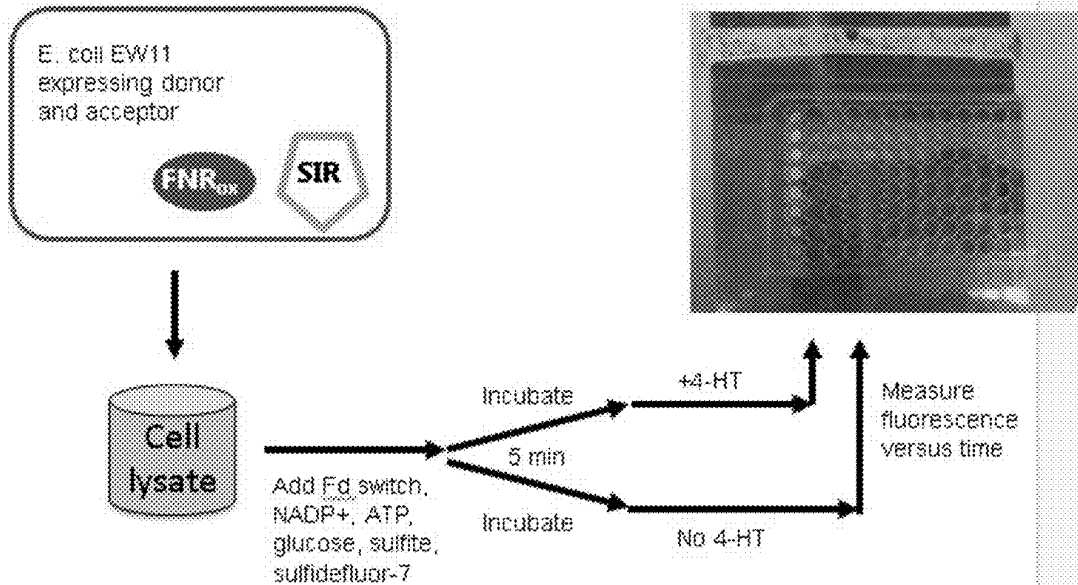 E. coli EW11
expressing donor
and acceptor
FNRox
SIR
Cell
lysate
Add Fd switch,
NADP+, ATP,
glucose, sulfite,
sulfidefluor-7
Incubate
5 min
Incubate
+4-HT
No 4-HT
Measure
fluorescence
versus time